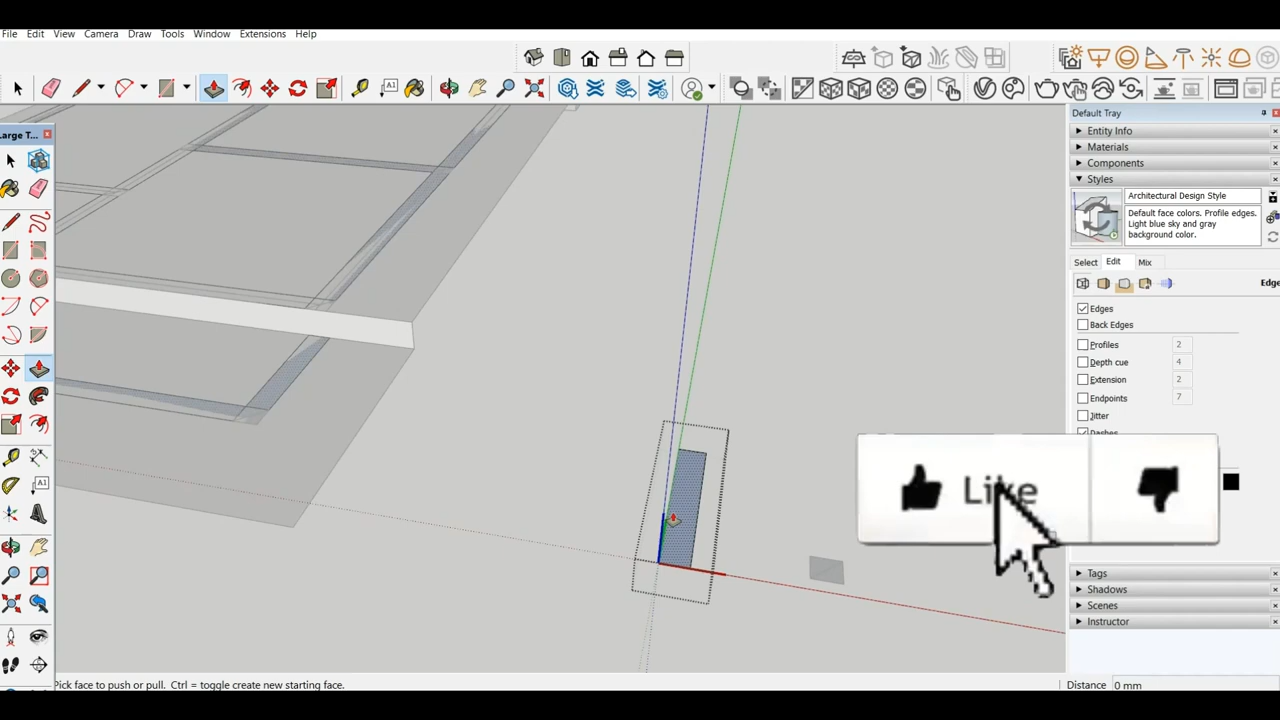 File Edit View Camera Draw Tools Window Extensions Help
Large T...
Default Tray
Entity Info
Materials
Components
Styles
Architectural Design Style
Default face colors. Profile edges.
Light blue sky and gray
background color.
Select Edit Mix
Edge
Edges
Back Edges
Profiles 2
Depth cue 4
Extension 2
Endpoints 7
Jitter
Dashes
Like
Tags
Shadows
Scenes
Instructor
Pick face to push or pull. Ctrl = toggle create new starting face.
Distance 0 mm